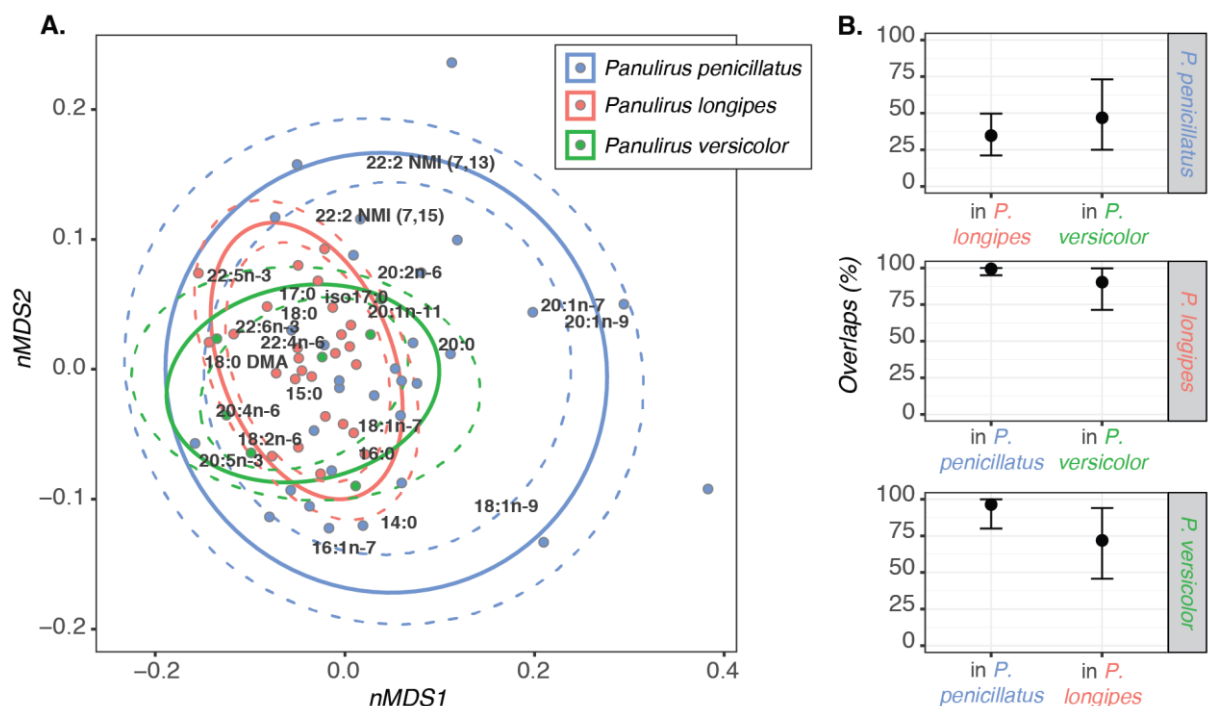 A.
0.2
0.1
0.0
−0.1
−0.2
nMDS2
−0.2
0.0
0.2
0.4
nMDS1
Panulirus penicillatus
Panulirus longipes
Panulirus versicolor
22:2 NMI (7,13)
22:2 NMI (7,15)
22:5n-3
20:2n-6
17:0
iso17:0
18:0
20:1n-11
20:1n-7
20:1n-9
22:6n-3
22:4n-6
20:0
18:0 DMA
15:0
20:4n-6
18:1n-7
18:2n-6
16:0
20:5n-3
18:1n-9
14:0
16:1n-7
B.
Overlaps (%)
100
75
50
25
0
P. penicillatus
in P.
longipes
in P.
versicolor
100
75
50
25
0
P. longipes
in P.
penicillatus
in P.
versicolor
100
75
50
25
0
P. versicolor
in P.
penicillatus
in P.
longipes